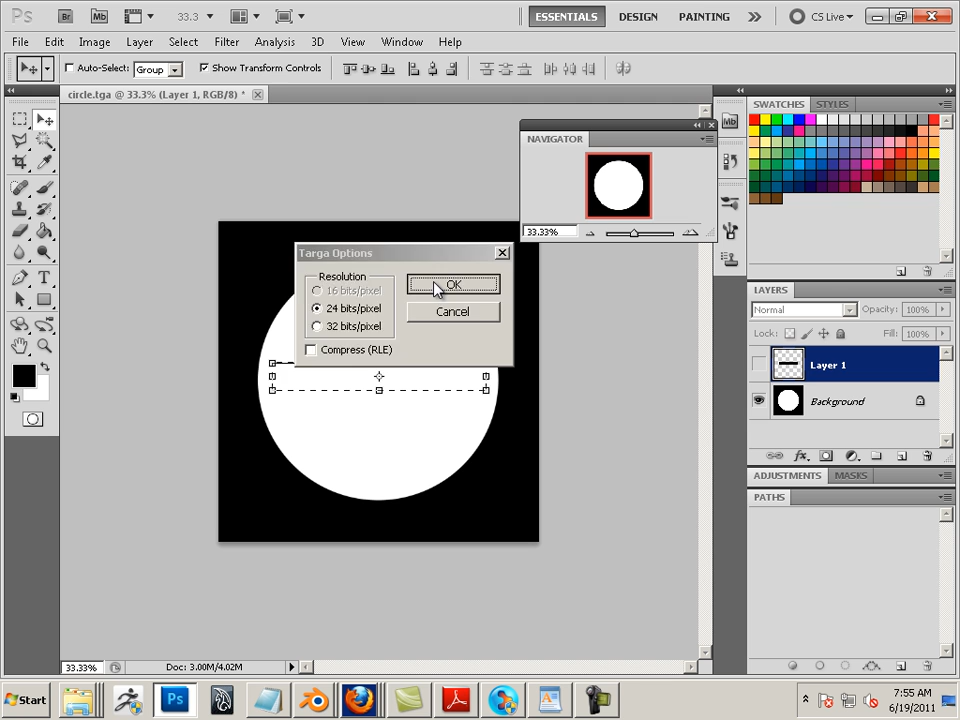 Ps Br Mb 33.3 ESSENTIALS DESIGN PAINTING CS Live
File Edit Image Layer Select Filter Analysis 3D View Window Help
Auto-Select: Group Show Transform Controls
circle.tga @ 33.3% (Layer 1, RGB/8) *
SWATCHES STYLES
Mb
NAVIGATOR
33.33%
Targa Options
Resolution
16 bits/pixel
24 bits/pixel
32 bits/pixel
Compress (RLE)
OK
Cancel
LAYERS
Normal Opacity: 100%
Lock: Fill: 100%
Layer 1
Background
ADJUSTMENTS MASKS
PATHS
33.33% Doc: 3.00M/4.02M
Start Ps 7:55 AM
6/19/2011